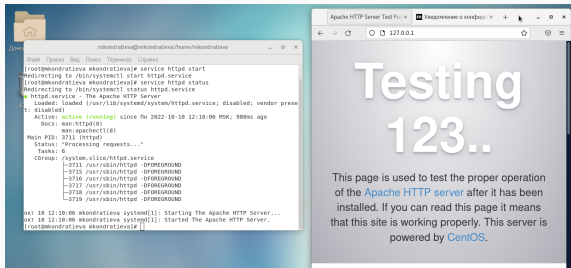 mkondratieva@mkondratieva:/home/mkondratieva
Файл Правка Вид Поиск Терминал Справка
[root@mkondratieva mkondratieva]# service httpd start
Redirecting to /bin/systemctl start httpd.service
[root@mkondratieva mkondratieva]# service httpd status
Redirecting to /bin/systemctl status httpd.service
● httpd.service - The Apache HTTP Server
Loaded: loaded (/usr/lib/systemd/system/httpd.service; disabled; vendor prese
t: disabled)
Active: active (running) since Пн 2022-10-10 12:10:06 MSK; 980ms ago
Docs: man:httpd(8)
man:apachectl(8)
Main PID: 3711 (httpd)
Status: "Processing requests..."
Tasks: 6
CGroup: /system.slice/httpd.service
├─3711 /usr/sbin/httpd -DFOREGROUND
├─3715 /usr/sbin/httpd -DFOREGROUND
├─3716 /usr/sbin/httpd -DFOREGROUND
├─3717 /usr/sbin/httpd -DFOREGROUND
├─3718 /usr/sbin/httpd -DFOREGROUND
└─3719 /usr/sbin/httpd -DFOREGROUND
окт 10 12:10:06 mkondratieva systemd[1]: Starting The Apache HTTP Server...
окт 10 12:10:06 mkondratieva systemd[1]: Started The Apache HTTP Server.
[root@mkondratieva mkondratieva]#
Apache HTTP Server Test Pag
Уведомление о конфиде
127.0.0.1
Testing
123..
This page is used to test the proper operation
of the Apache HTTP server after it has been
installed. If you can read this page it means
that this site is working properly. This server is
powered by CentOS.